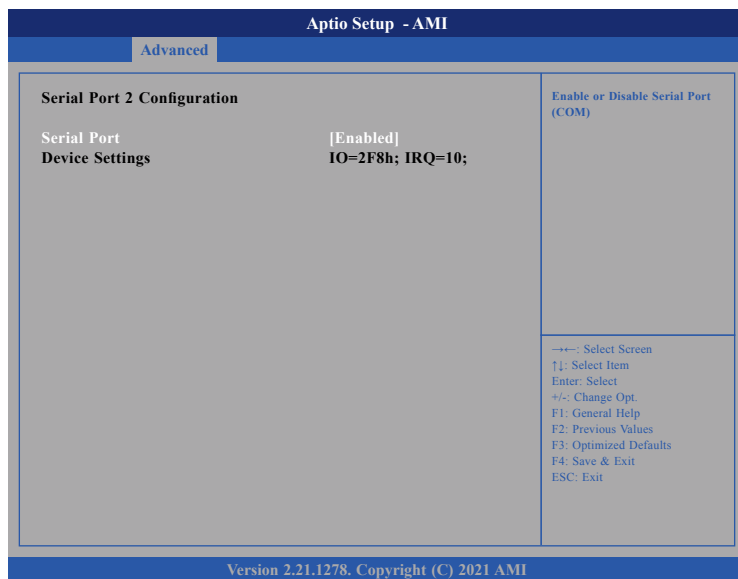 Aptio Setup - AMI
Advanced
Serial Port 2 Configuration
Serial Port [Enabled]
Device Settings IO=2F8h; IRQ=10;
Enable or Disable Serial Port
(COM)
→←: Select Screen
↑↓: Select Item
Enter: Select
+/-: Change Opt.
F1: General Help
F2: Previous Values
F3: Optimized Defaults
F4: Save & Exit
ESC: Exit
Version 2.21.1278. Copyright (C) 2021 AMI